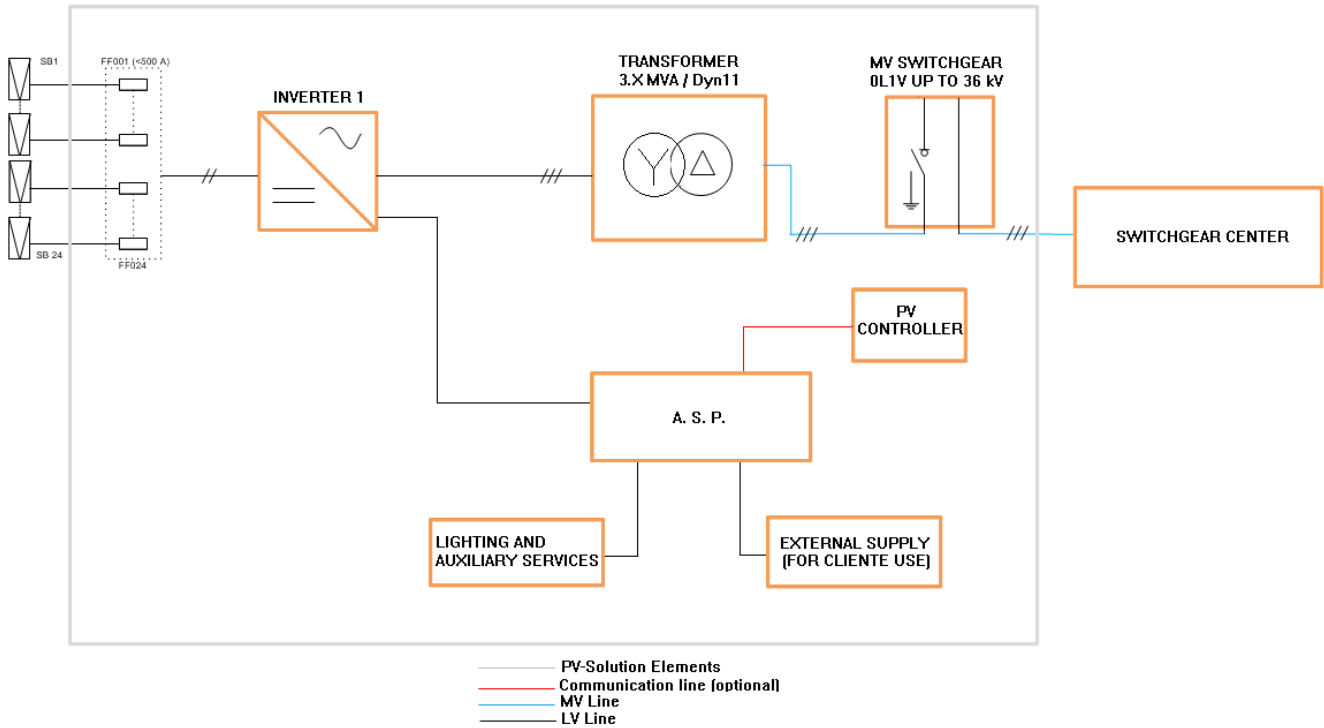 SB1
FF001 (<500 A)
SB 24
FF024
INVERTER 1
TRANSFORMER
3.X MVA / Dyn11
MV SWITCHGEAR
0L1V UP TO 36 kV
SWITCHGEAR CENTER
PV
CONTROLLER
A. S. P.
LIGHTING AND
AUXILIARY SERVICES
EXTERNAL SUPPLY
(FOR CLIENTE USE)
PV-Solution Elements
Communication line (optional)
MV Line
LV Line